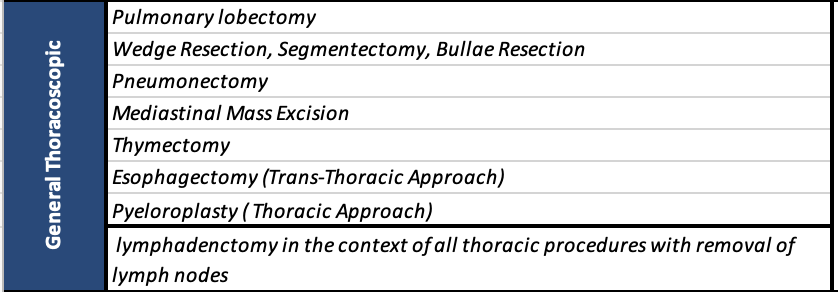 General Thoracoscopic
Pulmonary lobectomy
Wedge Resection, Segmentectomy, Bullae Resection
Pneumonectomy
Mediastinal Mass Excision
Thymectomy
Esophagectomy (Trans-Thoracic Approach)
Pyeloroplasty ( Thoracic Approach)
lymphadenctomy in the context of all thoracic procedures with removal of
lymph nodes